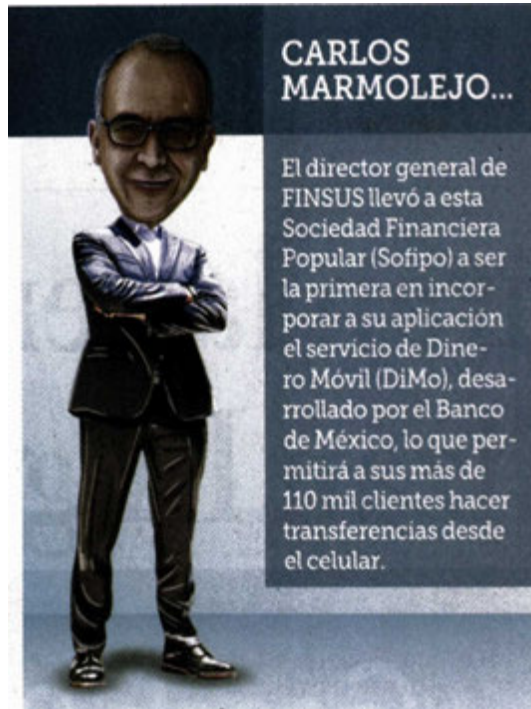 CARLOS
MARMOLEJO...
El director general de
FINSUS llevó a esta
Sociedad Financiera
Popular (Sofipo) a ser
la primera en incor-
porar a su aplicación
el servicio de Dine-
ro Móvil (DiMo), desa-
rrollado por el Banco
de México, lo que per-
mitirá a sus más de
110 mil clientes hacer
transferencias desde
el celular.